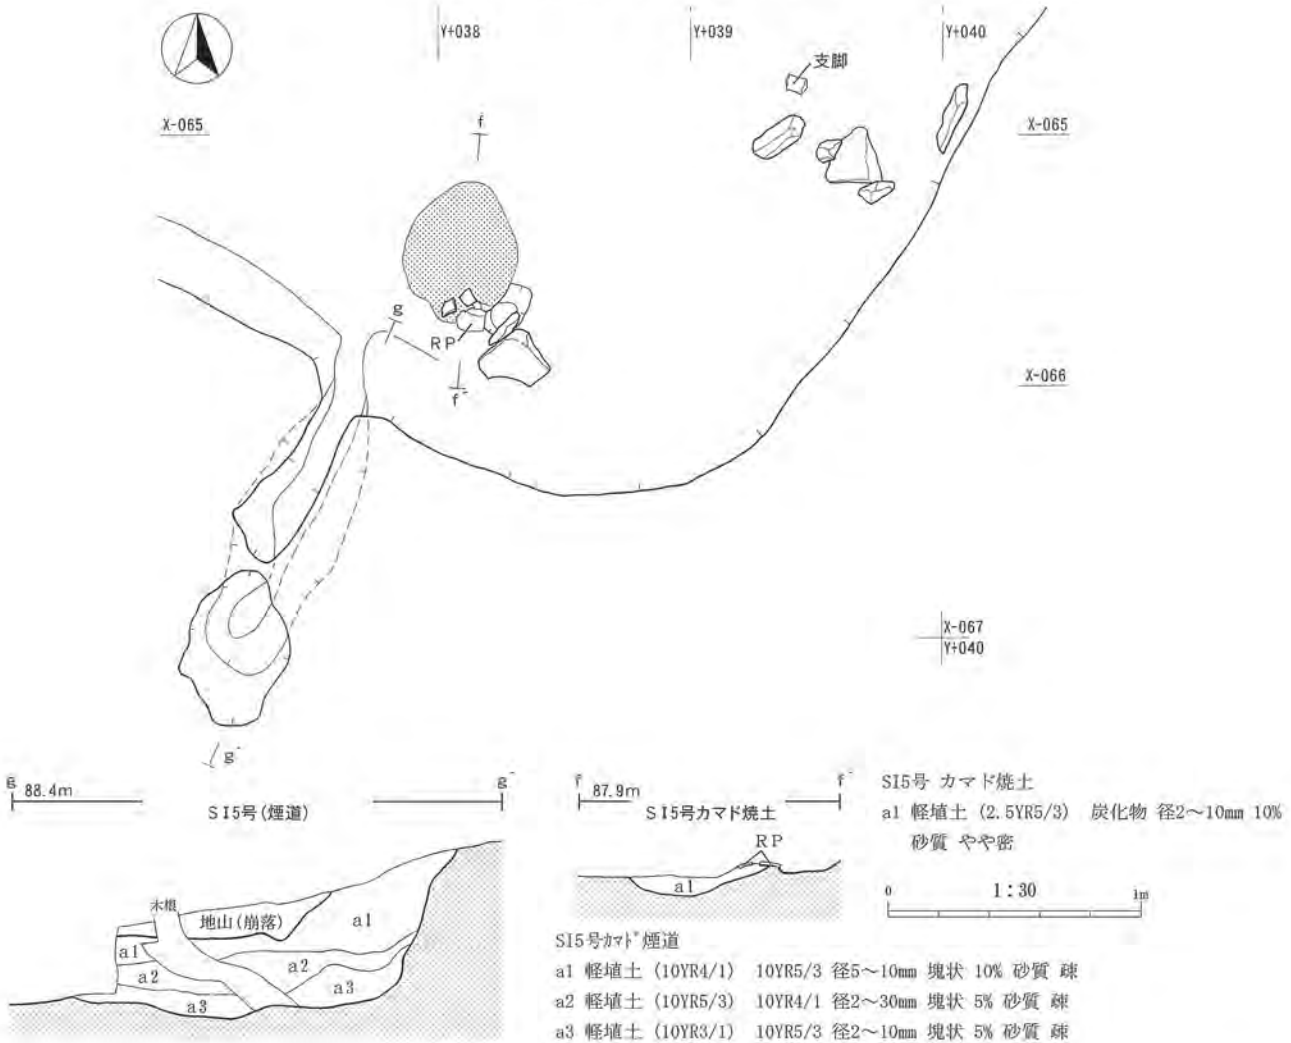 Y+038
Y+039
Y+040
支脚
X-065
f
X-065
g
RP
f'
X-066
X-067
Y+040
g'
g
88.4m
g'
SI5号(煙道)
f
87.9m
f'
SI5号カマド焼土
RP
a1
木根
地山(崩落)
a1
a1
a2
a2
a3
a3
SI5号 カマド焼土
a1 軽埴土 (2.5YR5/3) 炭化物 径2～10mm 10%
砂質 やや密
0
1:30
1m
SI5号ｶﾏﾄﾞ煙道
a1 軽埴土 (10YR4/1) 10YR5/3 径5～10mm 塊状 10% 砂質 疎
a2 軽埴土 (10YR5/3) 10YR4/1 径2～30mm 塊状 5% 砂質 疎
a3 軽埴土 (10YR3/1) 10YR5/3 径2～10mm 塊状 5% 砂質 疎